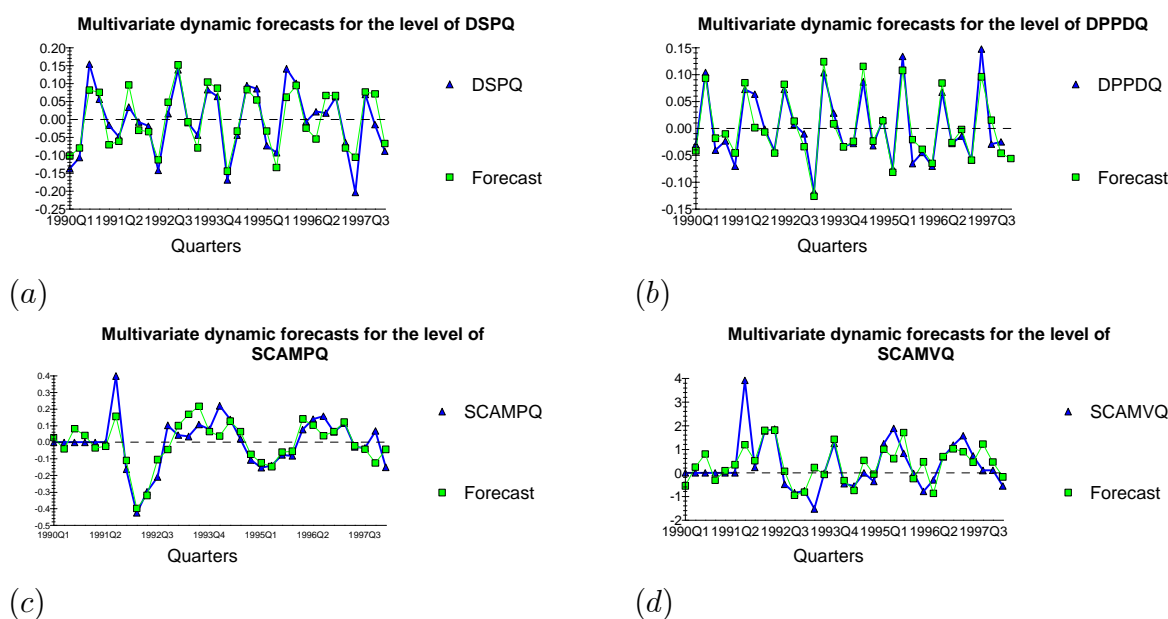 Multivariate dynamic forecasts for the level of DSPQ
0.20
0.15
0.10
0.05
0.00
-0.05
-0.10
-0.15
-0.20
-0.25
1990Q1 1991Q2 1992Q3 1993Q4 1995Q1 1996Q2 1997Q3
Quarters
DSPQ
Forecast
(a)
Multivariate dynamic forecasts for the level of DPPDQ
0.15
0.10
0.05
0.00
-0.05
-0.10
-0.15
1990Q1 1991Q2 1992Q3 1993Q4 1995Q1 1996Q2 1997Q3
Quarters
DPPDQ
Forecast
(b)
Multivariate dynamic forecasts for the level of
SCAMPQ
0.4
0.3
0.2
0.1
0.0
-0.1
-0.2
-0.3
-0.4
-0.5
1990Q1 1991Q2 1992Q3 1993Q4 1995Q1 1996Q2 1997Q3
Quarters
SCAMPQ
Forecast
(c)
Multivariate dynamic forecasts for the level of
SCAMVQ
4
2
0
-1
-2
1990Q1 1991Q2 1992Q3 1993Q4 1995Q1 1996Q2 1997Q3
Quarters
SCAMVQ
Forecast
(d)